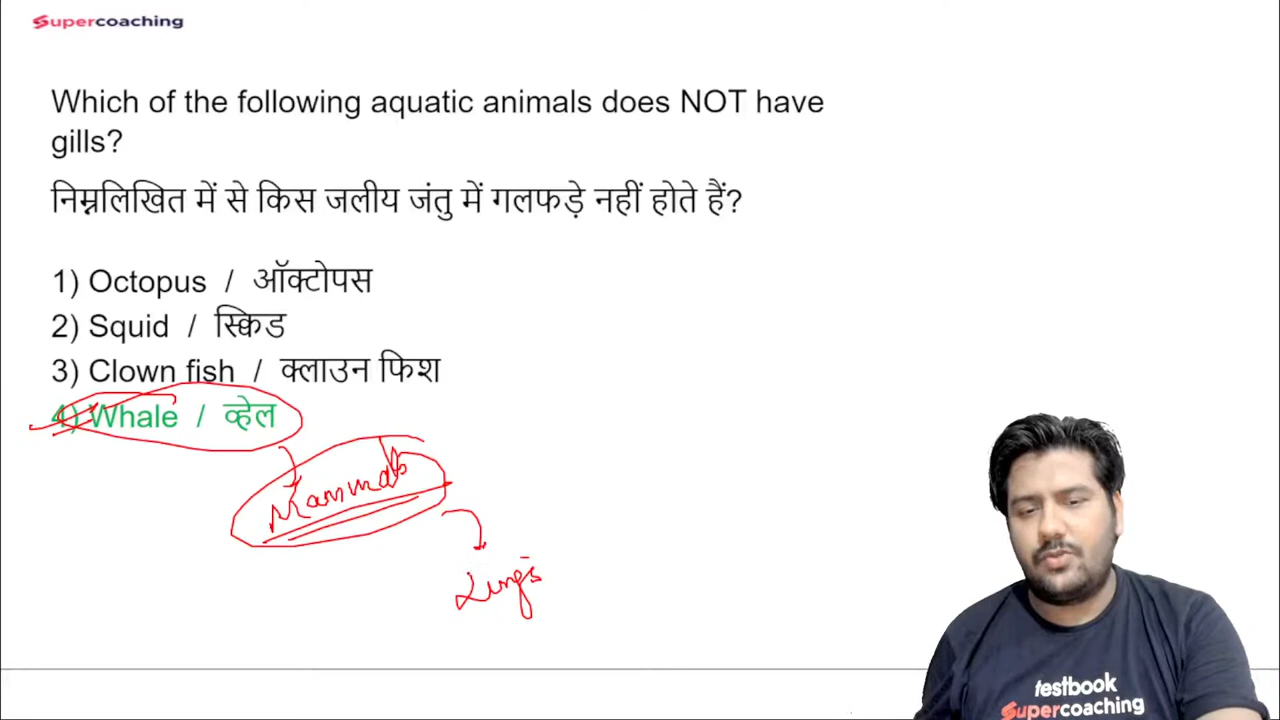 Supercoaching
Which of the following aquatic animals does NOT have
gills?
निम्नलिखित में से किस जलीय जंतु में गलफड़े नहीं होते हैं?
1) Octopus / ऑक्टोपस
2) Squid / स्क्विड
3) Clown fish / क्लाउन फिश
4) Whale / व्हेल
Mammals
Lungs
testbook
Supercoaching